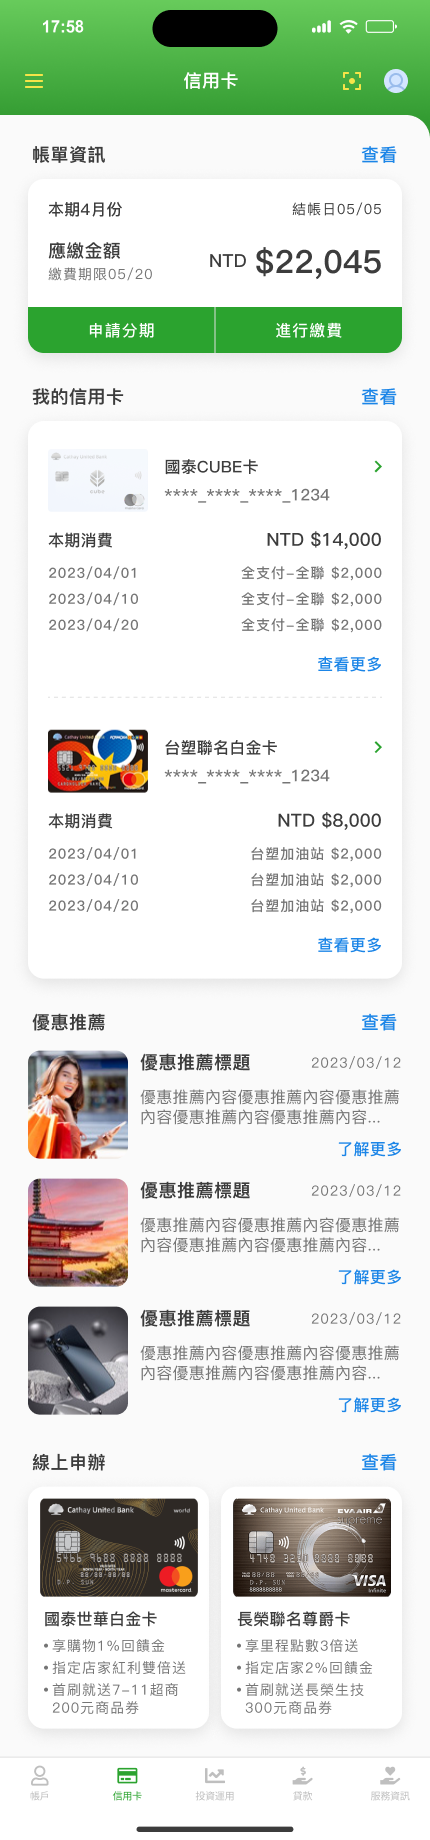 17:58
信用卡
帳單資訊
查看
本期4月份
結帳日05/05
應繳金額
繳費期限05/20
NTD $22,045
申請分期
進行繳費
我的信用卡
查看
Cathay United Bank
cube
國泰CUBE卡
****_****_****_1234
本期消費
NTD $14,000
2023/04/01 全支付-全聯 $2,000
2023/04/10 全支付-全聯 $2,000
2023/04/20 全支付-全聯 $2,000
查看更多
Cathay United Bank
台塑聯名白金卡
****_****_****_1234
本期消費
NTD $8,000
2023/04/01 台塑加油站 $2,000
2023/04/10 台塑加油站 $2,000
2023/04/20 台塑加油站 $2,000
查看更多
優惠推薦
查看
優惠推薦標題
2023/03/12
優惠推薦內容優惠推薦內容優惠推薦
內容優惠推薦內容優惠推薦內容...
了解更多
優惠推薦標題
2023/03/12
優惠推薦內容優惠推薦內容優惠推薦
內容優惠推薦內容優惠推薦內容...
了解更多
優惠推薦標題
2023/03/12
優惠推薦內容優惠推薦內容優惠推薦
內容優惠推薦內容優惠推薦內容...
了解更多
線上申辦
查看
Cathay United Bank
world
5466 9688 8888 8888
88/88-88/88
D.P. SUN
mastercard
國泰世華白金卡
•享購物1%回饋金
•指定店家紅利雙倍送
•首刷就送7-11超商
200元商品券
Cathay United Bank
EVA AIR
Supreme
D.P. SUN
VISA
Infinite
長榮聯名尊爵卡
•享里程點數3倍送
•指定店家2%回饋金
•首刷就送長榮生技
300元商品券
帳戶
信用卡
投資運用
貸款
服務資訊